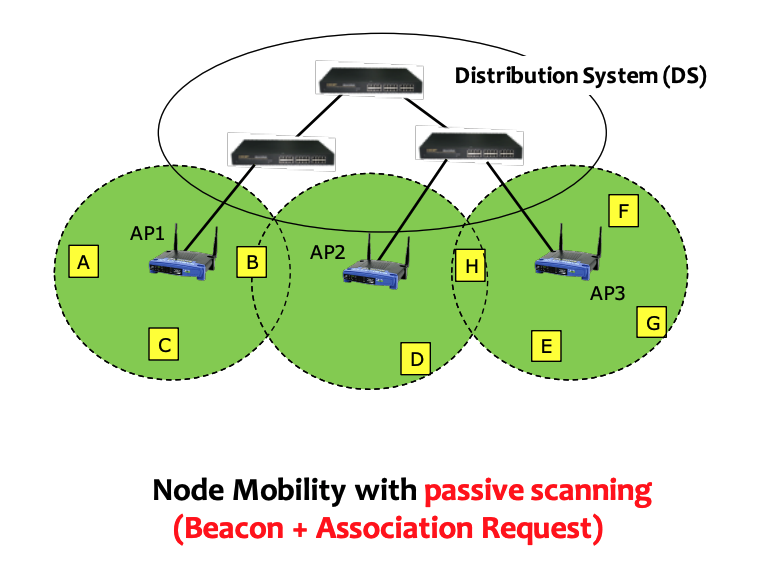 Distribution System (DS)
AP1
AP2
AP3
A
B
C
D
H
E
F
G
Node Mobility with passive scanning
(Beacon + Association Request)